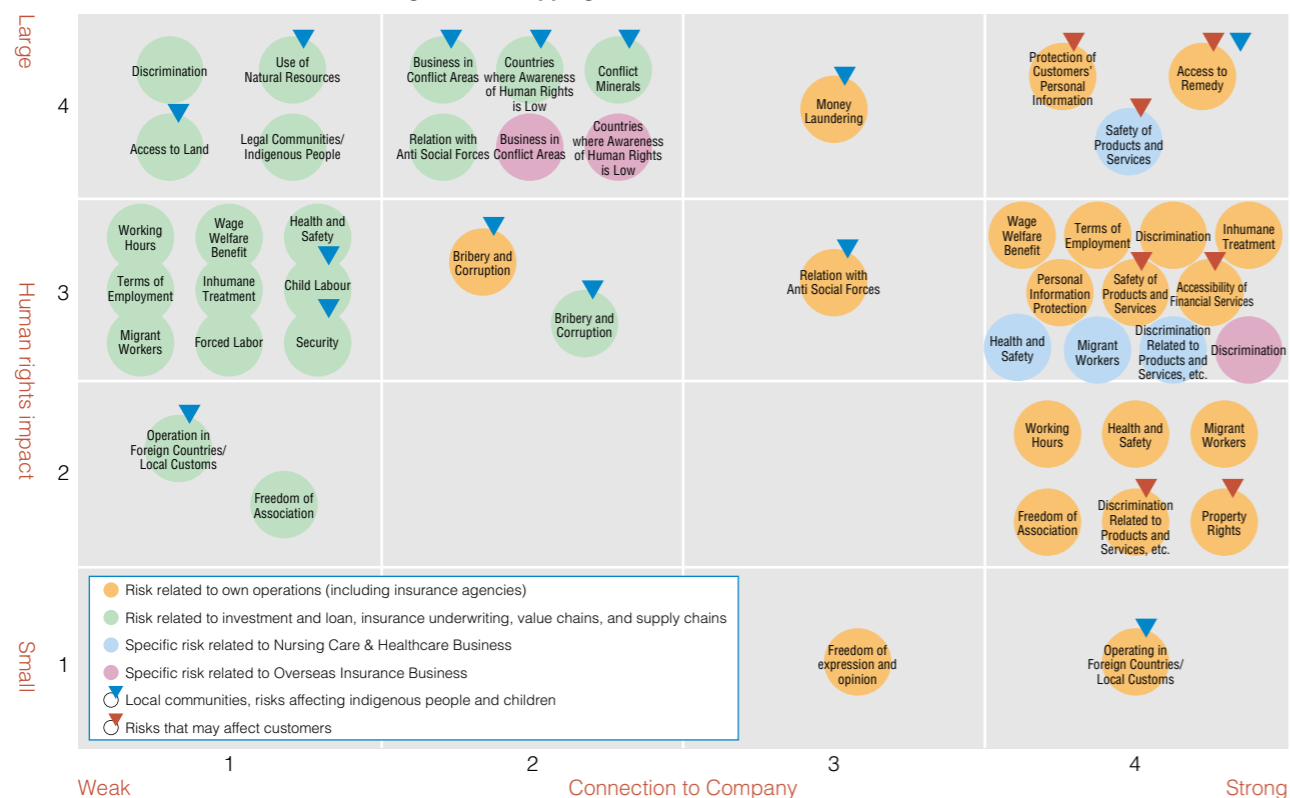 Large
4
Discrimination
Use of
Natural Resources
Access to Land
Legal Communities/
Indigenous People
Business in
Conflict Areas
Countries
where Awareness
of Human Rights
is Low
Conflict
Minerals
Relation with
Anti Social Forces
Business in
Conflict Areas
Countries
where Awareness
of Human Rights
is Low
Money
Laundering
Protection of
Customers'
Personal
Information
Access to
Remedy
Safety of
Products and
Services
Human rights impact
3
Working
Hours
Wage
Welfare
Benefit
Health and
Safety
Terms of
Employment
Inhumane
Treatment
Child Labour
Migrant
Workers
Forced Labor
Security
Bribery and
Corruption
Bribery and
Corruption
Relation with
Anti Social Forces
Wage
Welfare
Benefit
Terms of
Employment
Discrimination
Inhumane
Treatment
Personal
Information
Protection
Safety of
Products and
Services
Accessibility of
Financial Services
Health and
Safety
Migrant
Workers
Discrimination
Related to
Products and
Services, etc.
Discrimination
2
Operation in
Foreign Countries/
Local Customs
Freedom of
Association
Working
Hours
Health and
Safety
Migrant
Workers
Freedom of
Association
Discrimination
Related to
Products and
Services, etc.
Property
Rights
Small
1
Risk related to own operations (including insurance agencies)
Risk related to investment and loan, insurance underwriting, value chains, and supply chains
Specific risk related to Nursing Care & Healthcare Business
Specific risk related to Overseas Insurance Business
Local communities, risks affecting indigenous people and children
Risks that may affect customers
Freedom of
expression and
opinion
Operating in
Foreign Countries/
Local Customs
1
2
3
4
Weak
Connection to Company
Strong